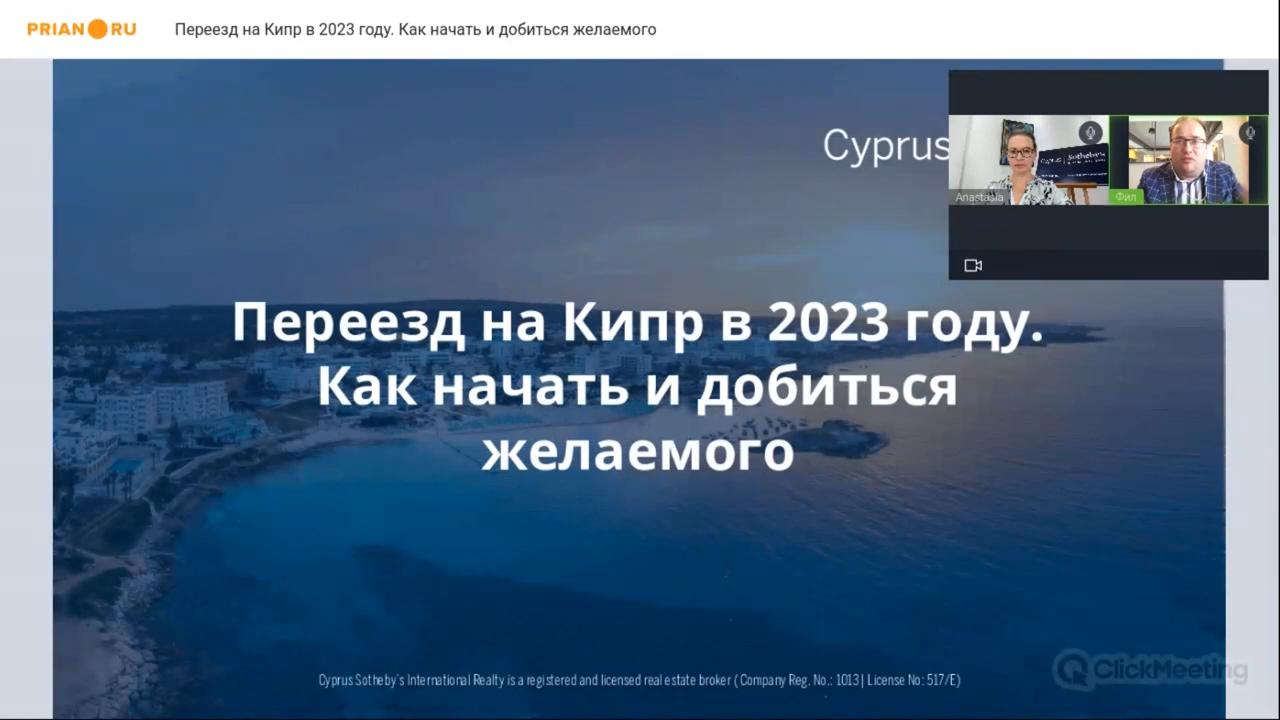 PRIAN RU
Переезд на Кипр в 2023 году. Как начать и добиться желаемого
Cyprus
Cyprus | Sotheby's
Anastasia
Фил
Переезд на Кипр в 2023 году.
Как начать и добиться
желаемого
Cyprus Sotheby's International Realty is a registered and licensed real estate broker ( Company Reg. No.: 1013 | License No: 517/E)
ClickMeeting